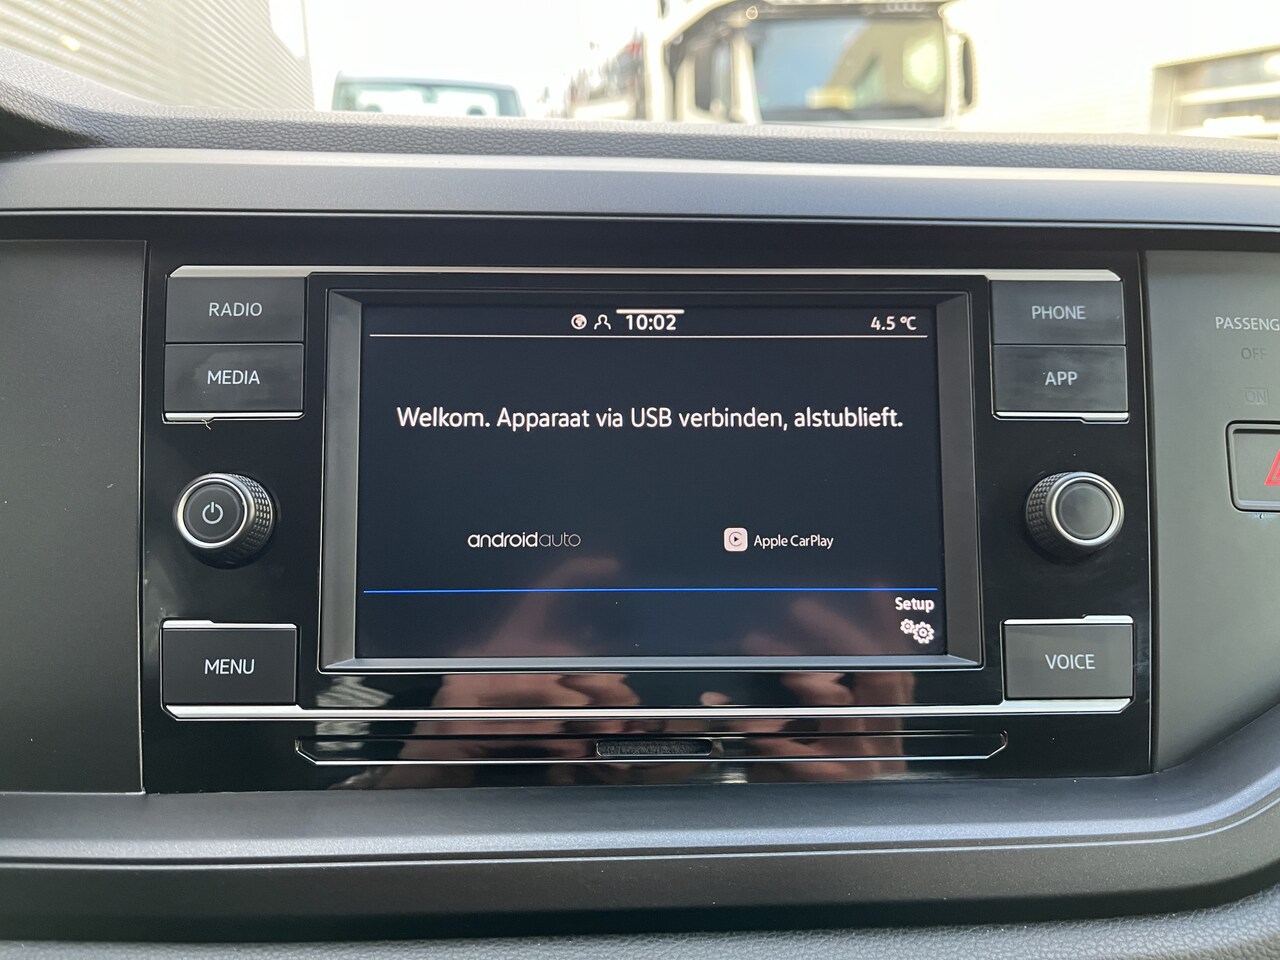 RADIO
MEDIA
MENU
10:02
4.5 °C
Welkom. Apparaat via USB verbinden, alstublieft.
androidauto
Apple CarPlay
Setup
PHONE
APP
VOICE
PASSENG
OFF
ON